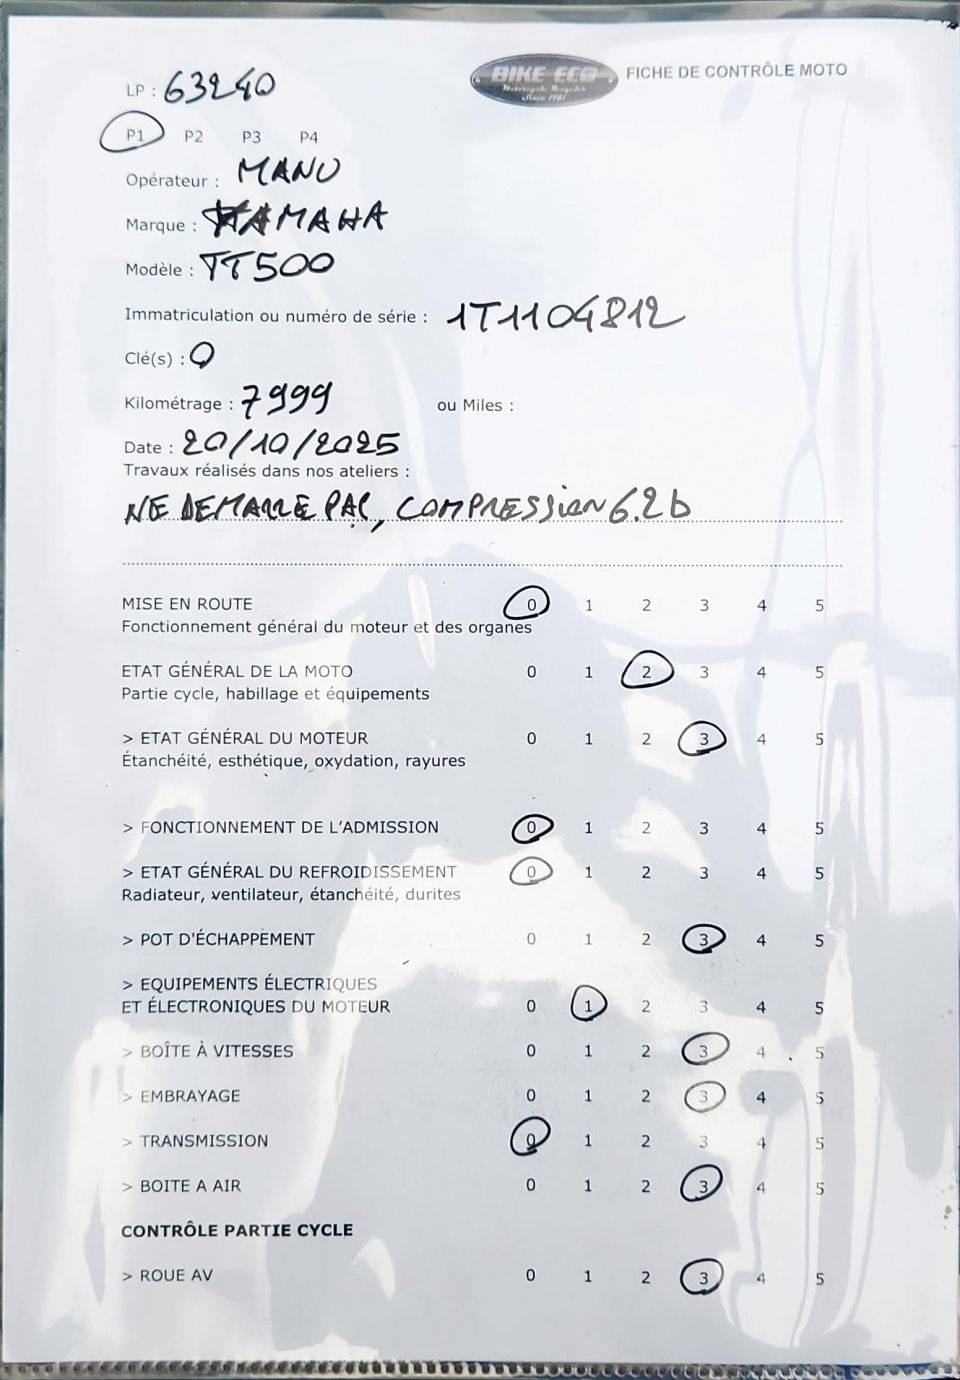 BIKE ECO
Motorcycle Recycler
Since 1981
FICHE DE CONTRÔLE MOTO
LP : 63240
P1 P2 P3 P4
Opérateur : MANU
Marque : YAMAHA
Modèle : TT500
Immatriculation ou numéro de série : 1T1104812
Clé(s) : 0
Kilométrage : 7999 ou Miles :
Date : 20/10/2025
Travaux réalisés dans nos ateliers :
NE DEMARRE PAS, COMPRESSION 6.2 b
MISE EN ROUTE 0 1 2 3 4 5
Fonctionnement général du moteur et des organes
ETAT GÉNÉRAL DE LA MOTO 0 1 2 3 4 5
Partie cycle, habillage et équipements
> ETAT GÉNÉRAL DU MOTEUR 0 1 2 3 4 5
Étanchéité, esthétique, oxydation, rayures
> FONCTIONNEMENT DE L'ADMISSION 0 1 2 3 4 5
> ETAT GÉNÉRAL DU REFROIDISSEMENT 0 1 2 3 4 5
Radiateur, ventilateur, étanchéité, durites
> POT D'ÉCHAPPEMENT 0 1 2 3 4 5
> EQUIPEMENTS ÉLECTRIQUES
ET ÉLECTRONIQUES DU MOTEUR 0 1 2 3 4 5
> BOÎTE À VITESSES 0 1 2 3 4 5
> EMBRAYAGE 0 1 2 3 4 5
> TRANSMISSION 0 1 2 3 4 5
> BOITE A AIR 0 1 2 3 4 5
CONTRÔLE PARTIE CYCLE
> ROUE AV 0 1 2 3 4 5